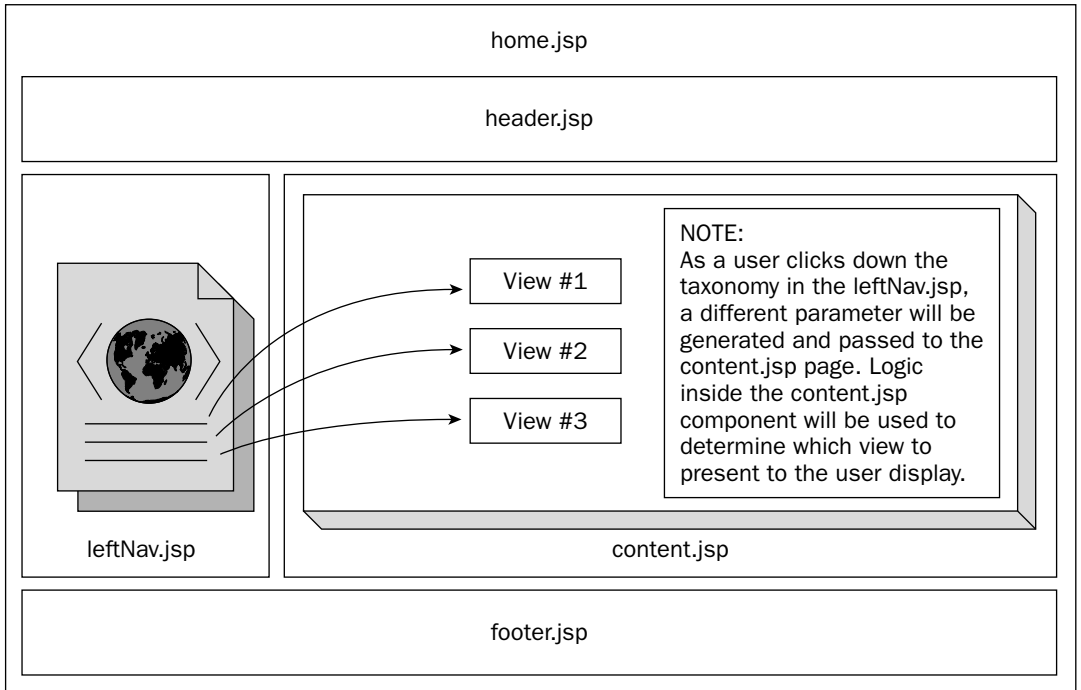 home.jsp
header.jsp
View #1
View #2
View #3
NOTE:
As a user clicks down the
taxonomy in the leftNav.jsp,
a different parameter will be
generated and passed to the
content.jsp page. Logic
inside the content.jsp
component will be used to
determine which view to
present to the user display.
leftNav.jsp
content.jsp
footer.jsp